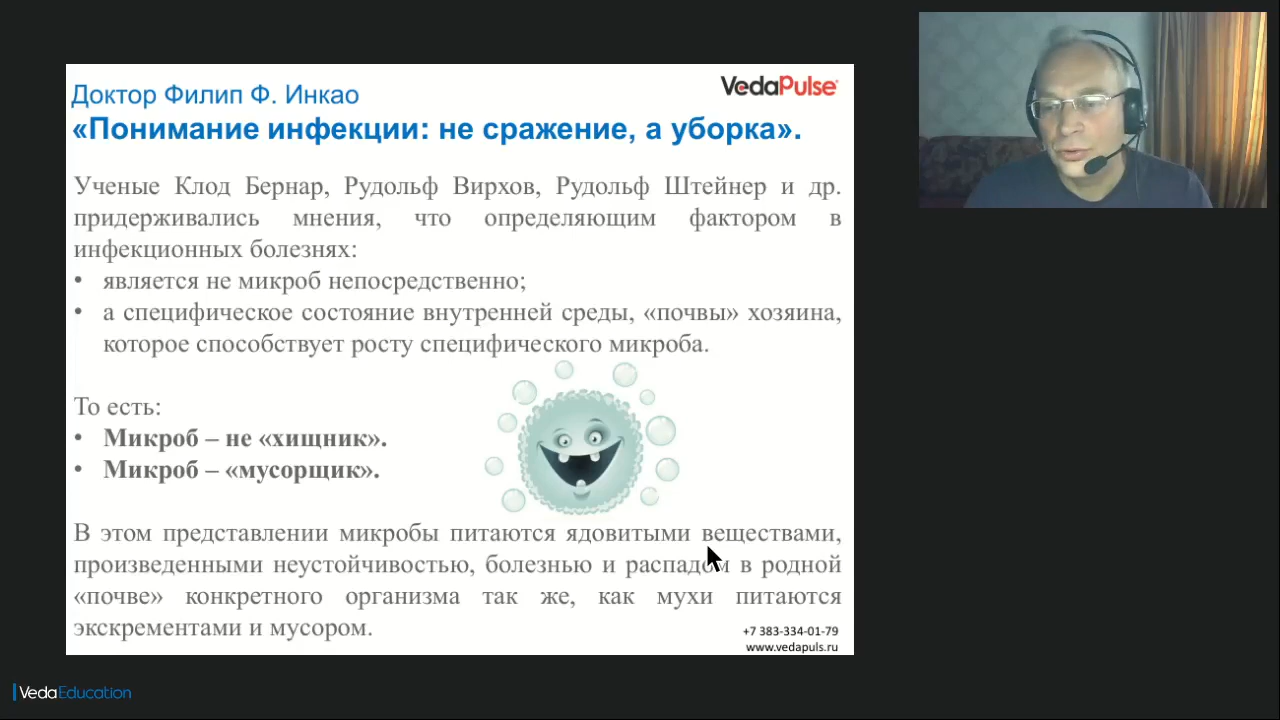 VedaPulse
Доктор Филип Ф. Инкао
«Понимание инфекции: не сражение, а уборка».
Ученые Клод Бернар, Рудольф Вирхов, Рудольф Штейнер и др.
придерживались мнения, что определяющим фактором в
инфекционных болезнях:
• является не микроб непосредственно;
• а специфическое состояние внутренней среды, «почвы» хозяина,
которое способствует росту специфического микроба.
То есть:
• Микроб – не «хищник».
• Микроб – «мусорщик».
В этом представлении микробы питаются ядовитыми веществами,
произведенными неустойчивостью, болезнью и распадом в родной
«почве» конкретного организма так же, как мухи питаются
экскрементами и мусором.
+7 383-334-01-79
www.vedapuls.ru
VedaEducation